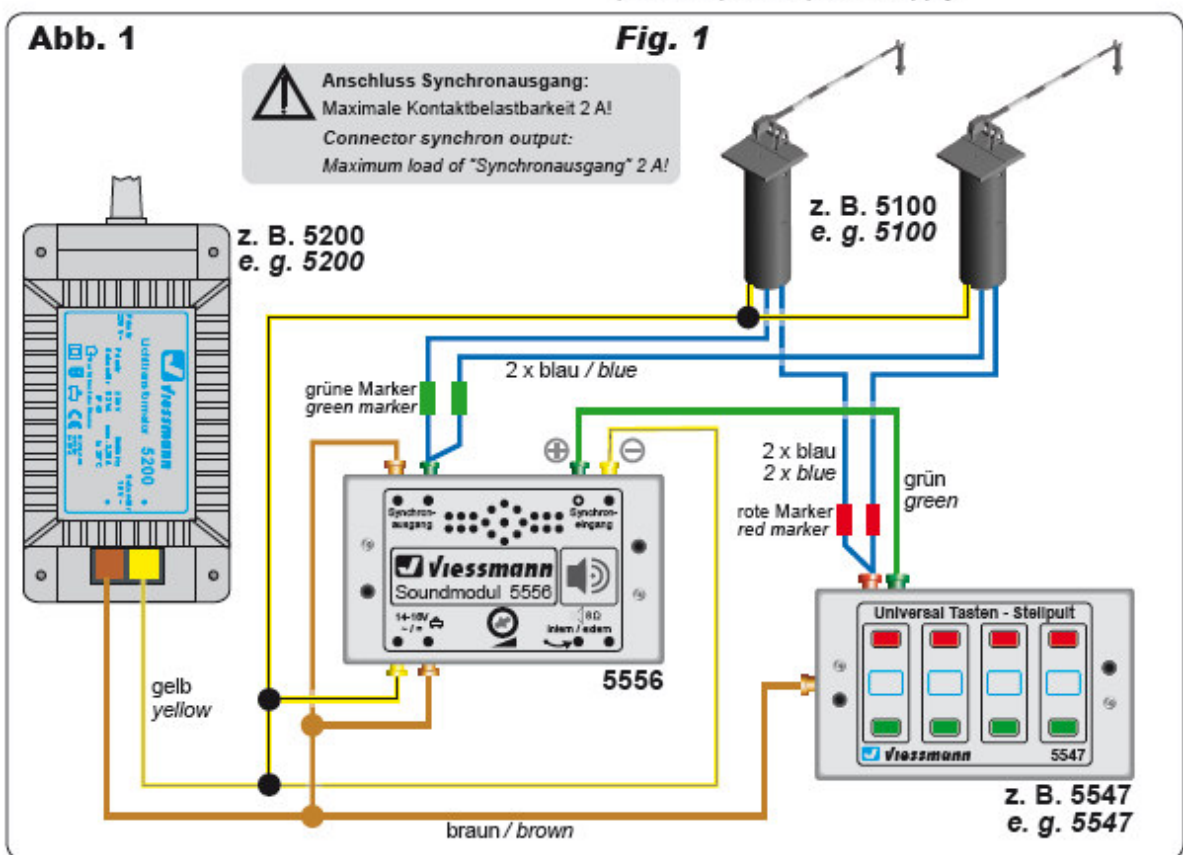 Abb. 1
Fig. 1
Anschluss Synchronausgang:
Maximale Kontaktbelastbarkeit 2 A!
Connector synchron output:
Maximum load of "Synchronausgang" 2 A!
z. B. 5200
e. g. 5200
z. B. 5100
e. g. 5100
Viessmann
Lichttransformator 5200
2 x blau / blue
grüne Marker
green marker
2 x blau
2 x blue
grün
green
rote Marker
red marker
Synchron-
ausgang
Synchron-
eingang
Viessmann
Soundmodul 5556
14-16V
~ / =
8Ω
intern / extern
5556
Universal Tasten - Stellpult
Viessmann 5547
gelb
yellow
braun / brown
z. B. 5547
e. g. 5547